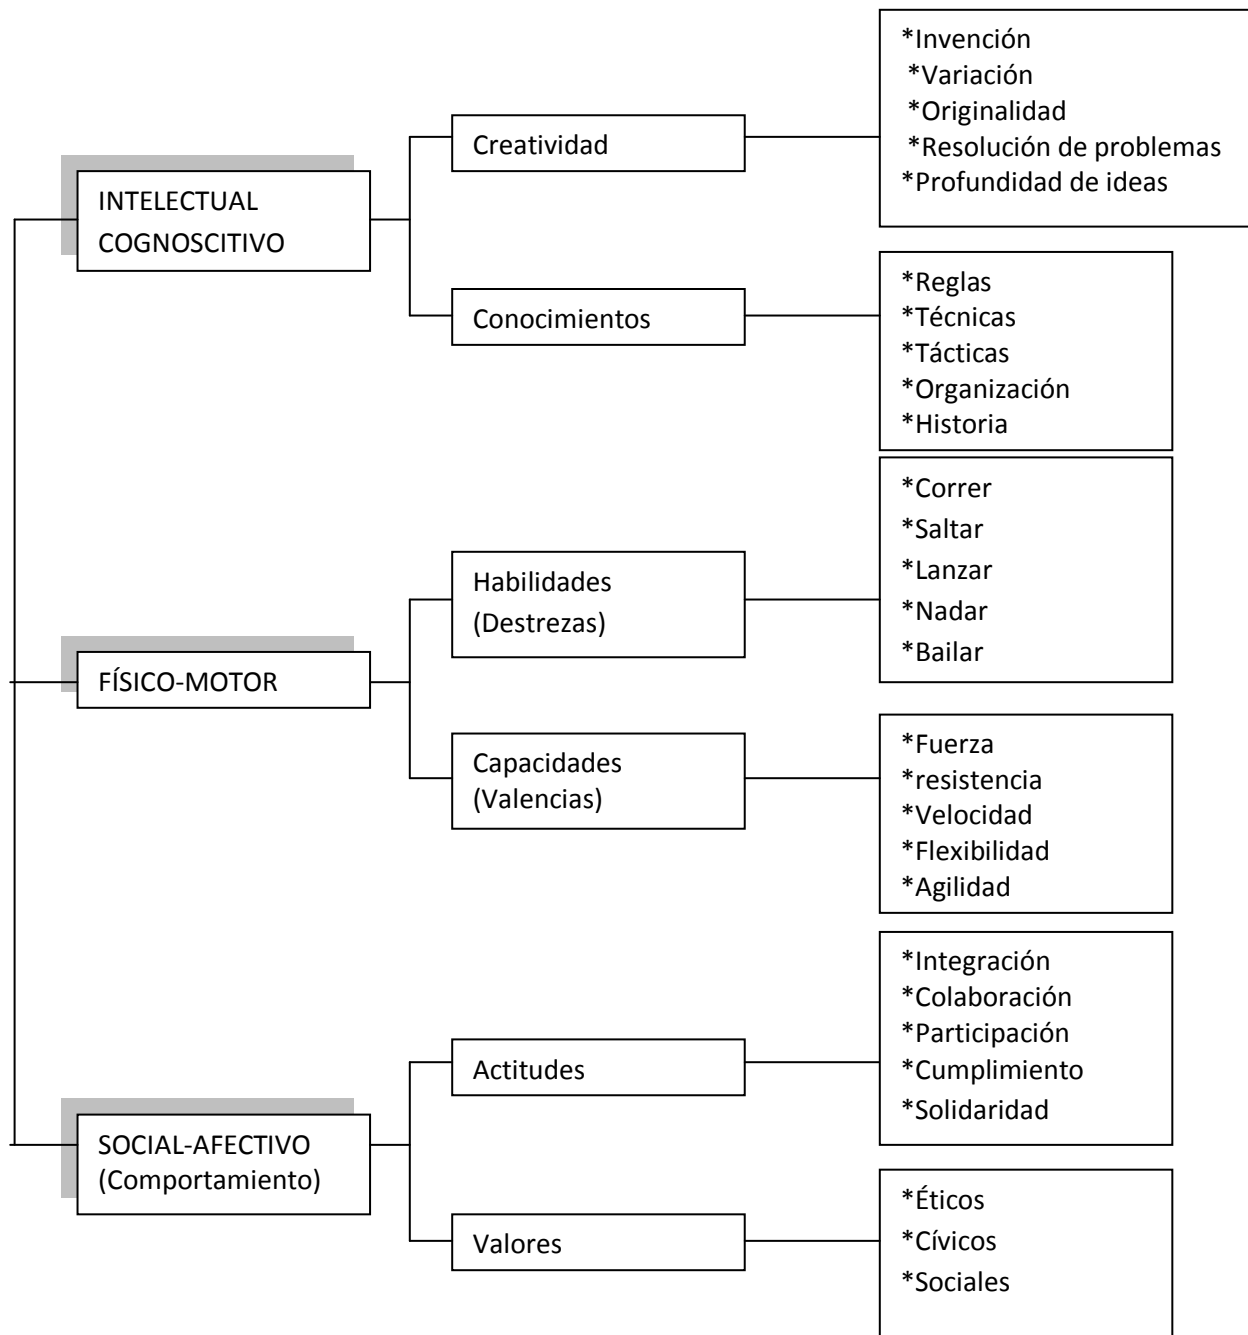 INTELECTUAL
COGNOSCITIVO
Creatividad
*Invención
*Variación
*Originalidad
*Resolución de problemas
*Profundidad de ideas
Conocimientos
*Reglas
*Técnicas
*Tácticas
*Organización
*Historia
FÍSICO-MOTOR
Habilidades
(Destrezas)
*Correr
*Saltar
*Lanzar
*Nadar
*Bailar
Capacidades
(Valencias)
*Fuerza
*resistencia
*Velocidad
*Flexibilidad
*Agilidad
SOCIAL-AFECTIVO
(Comportamiento)
Actitudes
*Integración
*Colaboración
*Participación
*Cumplimiento
*Solidaridad
Valores
*Éticos
*Cívicos
*Sociales